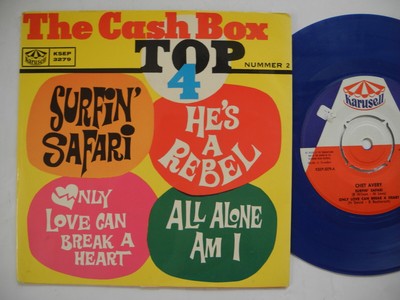 The Cash Box
Karusell
KSEP
3279
TOP
4
NUMMER 2
SURFIN'
SAFARI
HE'S
A
REBEL
ONLY
LOVE CAN
BREAK A
HEART
ALL ALONE
AM I
Karusell
CHET AVERY
SURFIN' SAFARI
ONLY LOVE CAN BREAK A HEART